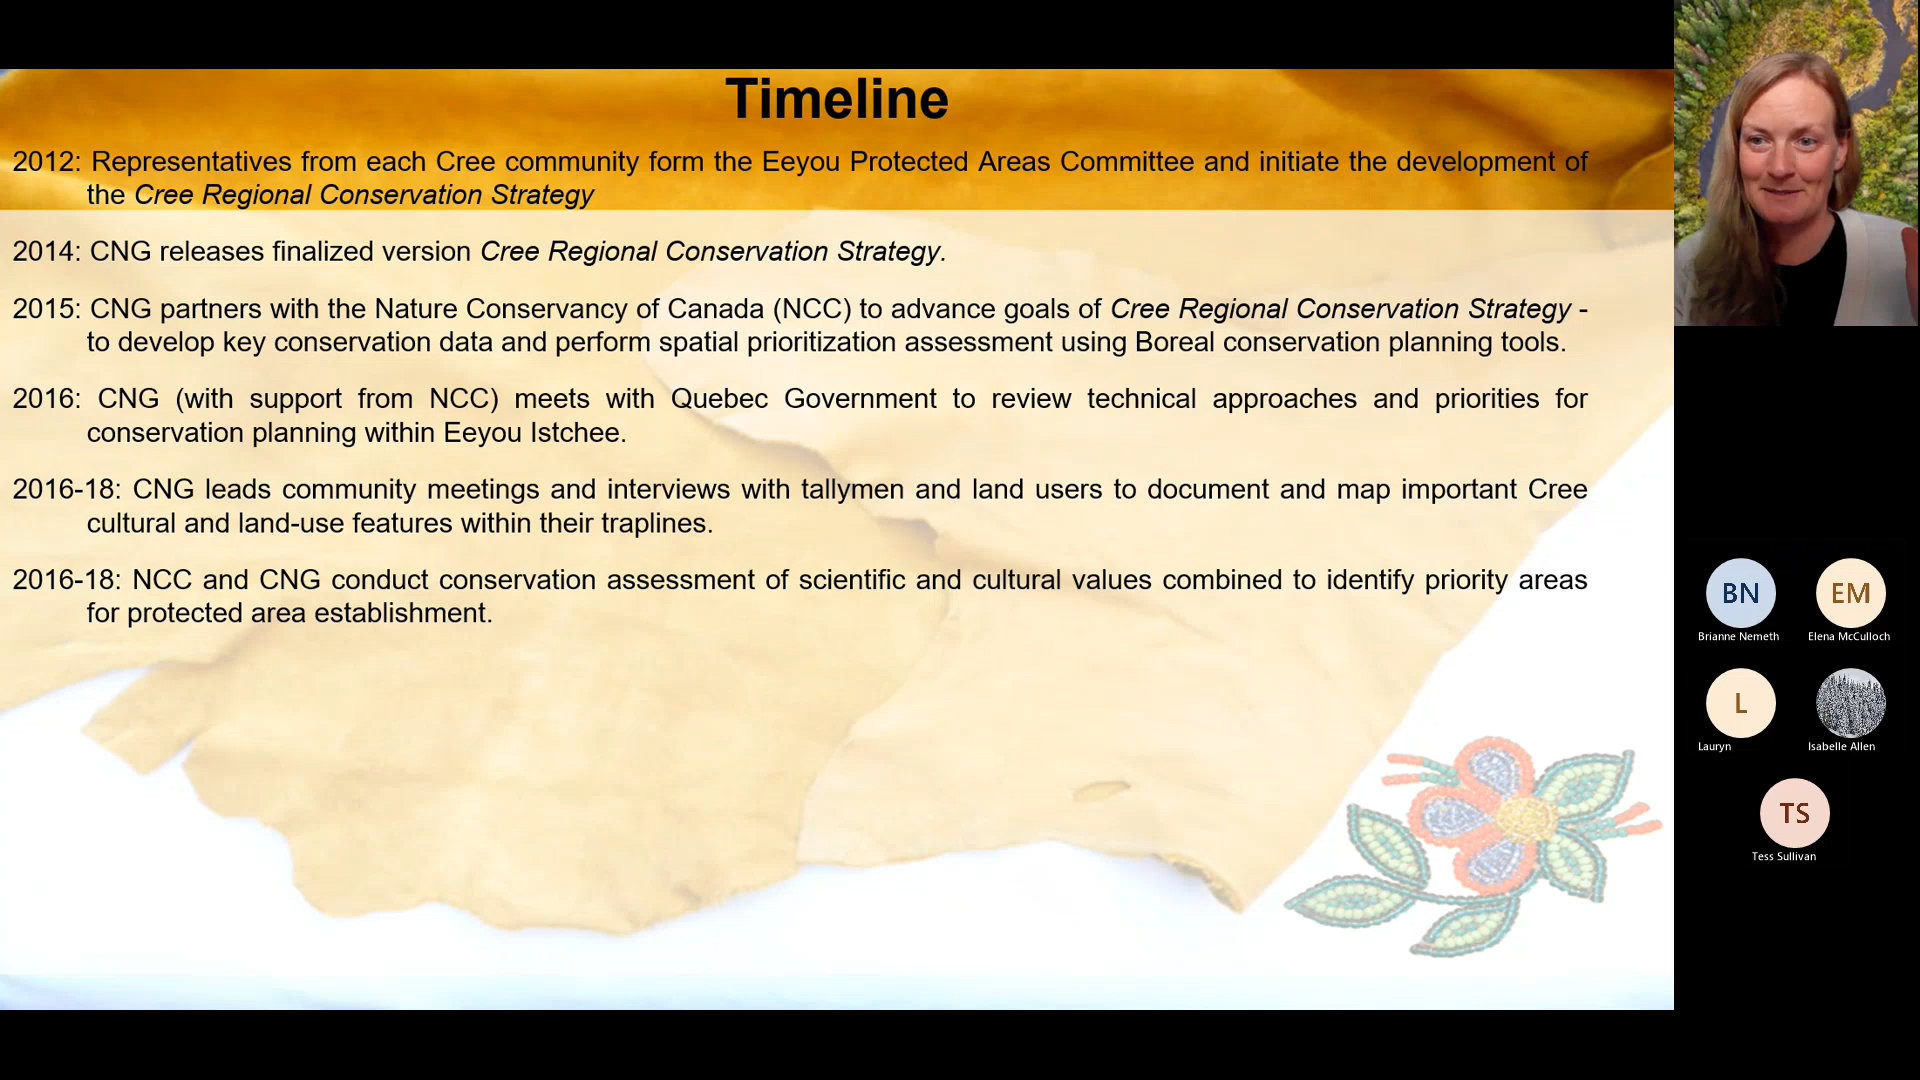 Timeline
2012: Representatives from each Cree community form the Eeyou Protected Areas Committee and initiate the development of
the Cree Regional Conservation Strategy
2014: CNG releases finalized version Cree Regional Conservation Strategy.
2015: CNG partners with the Nature Conservancy of Canada (NCC) to advance goals of Cree Regional Conservation Strategy -
to develop key conservation data and perform spatial prioritization assessment using Boreal conservation planning tools.
2016: CNG (with support from NCC) meets with Quebec Government to review technical approaches and priorities for
conservation planning within Eeyou Istchee.
2016-18: CNG leads community meetings and interviews with tallymen and land users to document and map important Cree
cultural and land-use features within their traplines.
2016-18: NCC and CNG conduct conservation assessment of scientific and cultural values combined to identify priority areas
for protected area establishment.
BN
Brianne Nemeth
EM
Elena McCulloch
L
Lauryn
Isabelle Allen
TS
Tess Sullivan